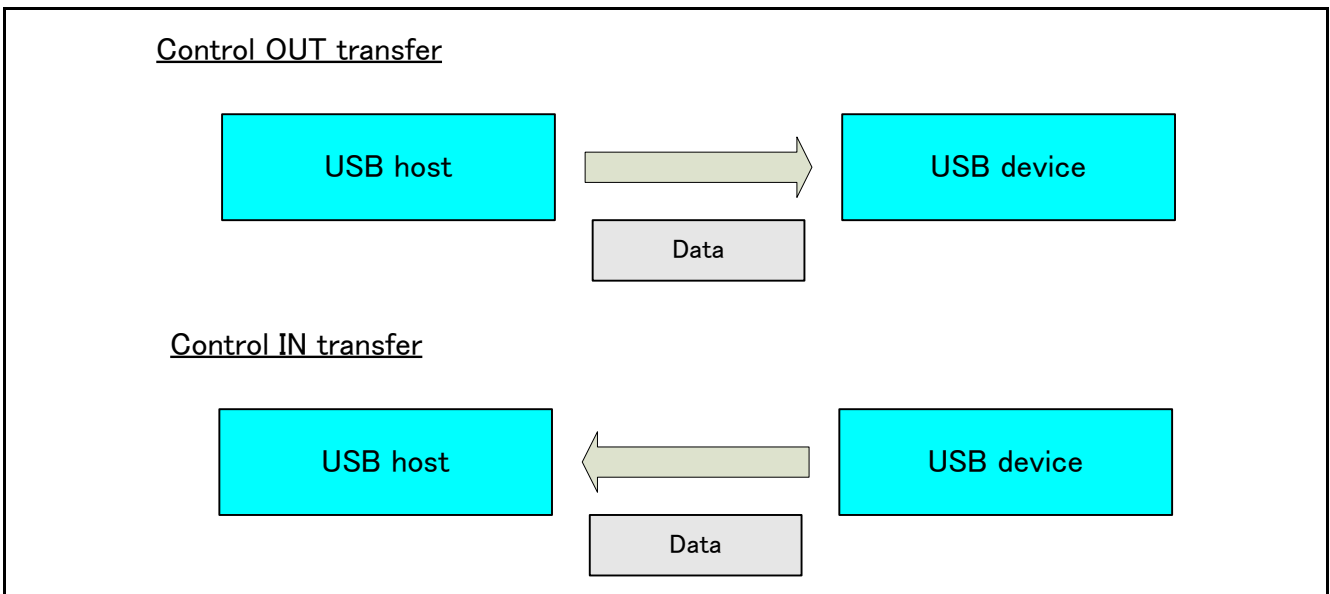 Control OUT transfer
USB host
USB device
Data
Control IN transfer
USB host
USB device
Data